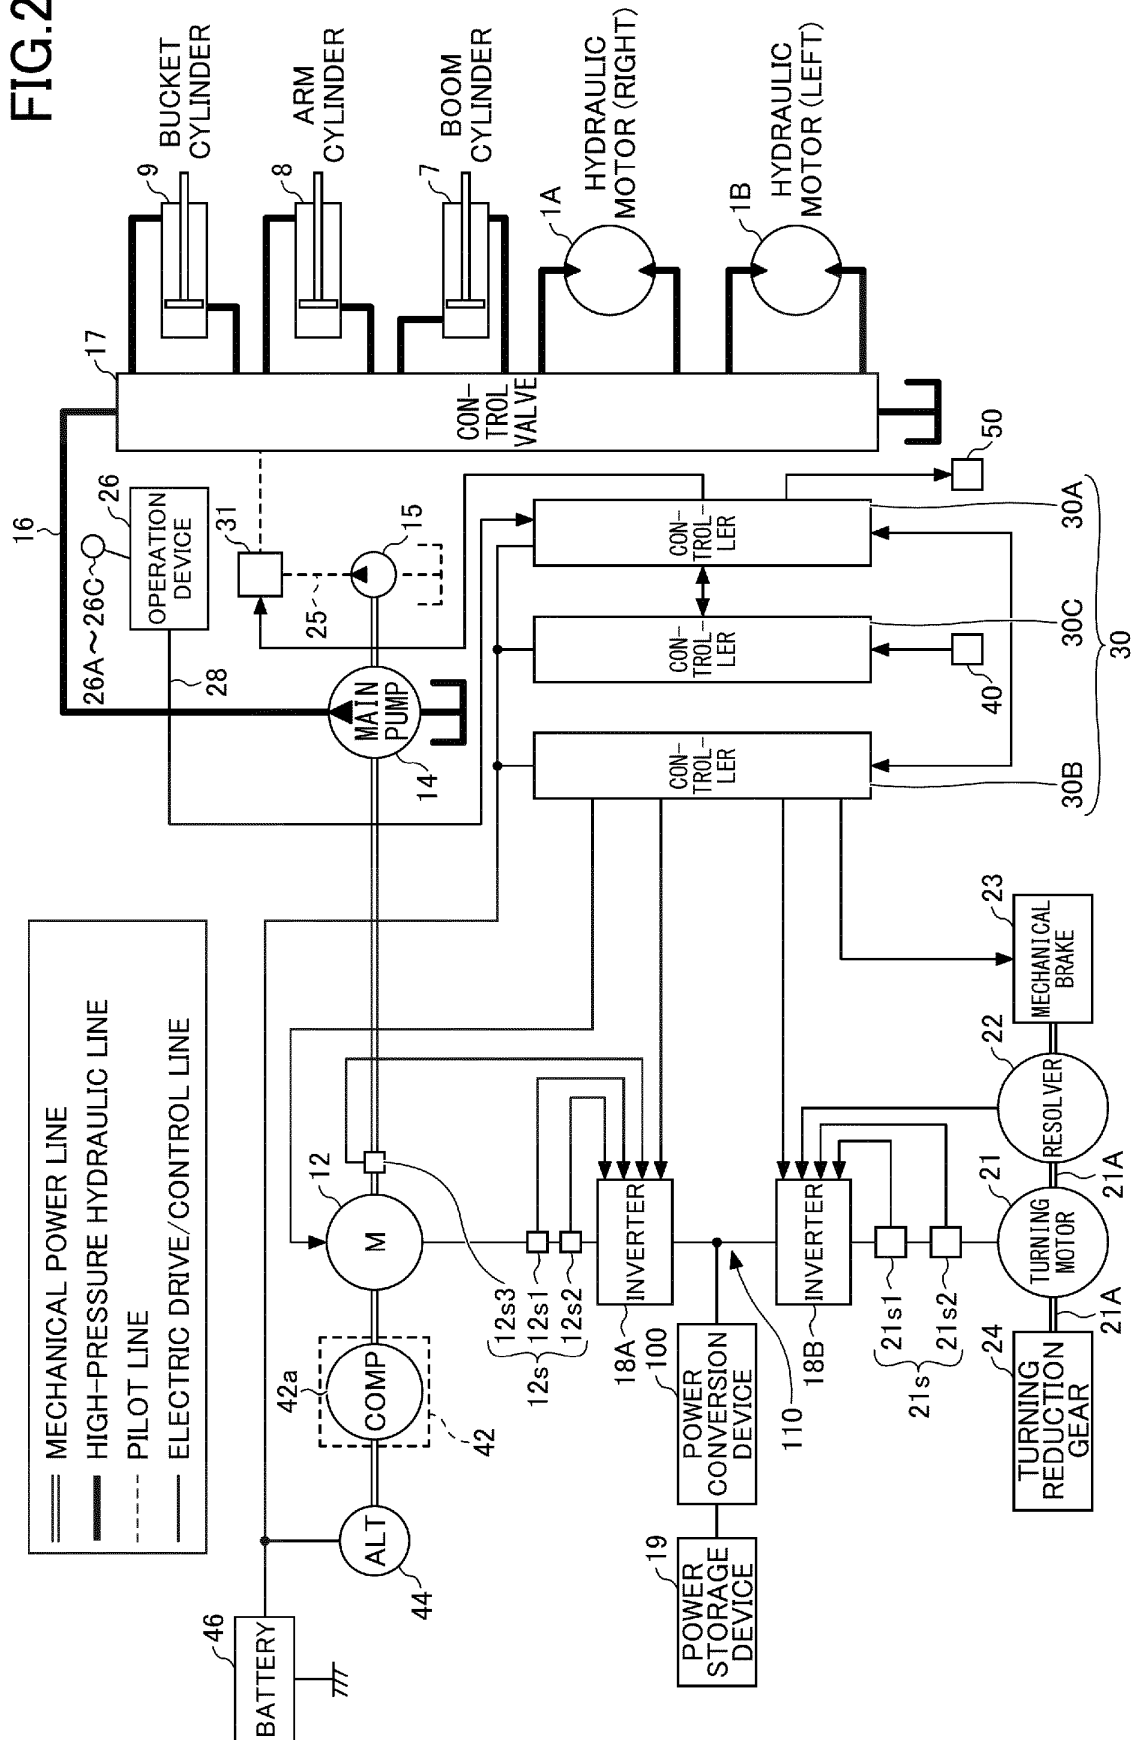 FIG.2
MECHANICAL POWER LINE
HIGH-PRESSURE HYDRAULIC LINE
PILOT LINE
ELECTRIC DRIVE/CONTROL LINE
16
26A～26C
26
OPERATION
DEVICE
28
31
25
15
17
CON-
TROL
VALVE
9
BUCKET
CYLINDER
8
ARM
CYLINDER
7
BOOM
CYLINDER
1A
HYDRAULIC
MOTOR (RIGHT)
1B
HYDRAULIC
MOTOR (LEFT)
46
BATTERY
ALT
44
42a
COMP
42
12
M
MAIN
PUMP
14
12s3
12s1
12s2
12s
18A
INVERTER
19
POWER
STORAGE
DEVICE
100
POWER
CONVERSION
DEVICE
110
18B
INVERTER
21s1
21s2
21s
CON-
TROL-
LER
30B
CON-
TROL-
LER
30C
CON-
TROL-
LER
30A
30
40
50
24
TURNING
REDUCTION
GEAR
21A
21
TURNING
MOTOR
21A
22
RESOLVER
23
MECHANICAL
BRAKE